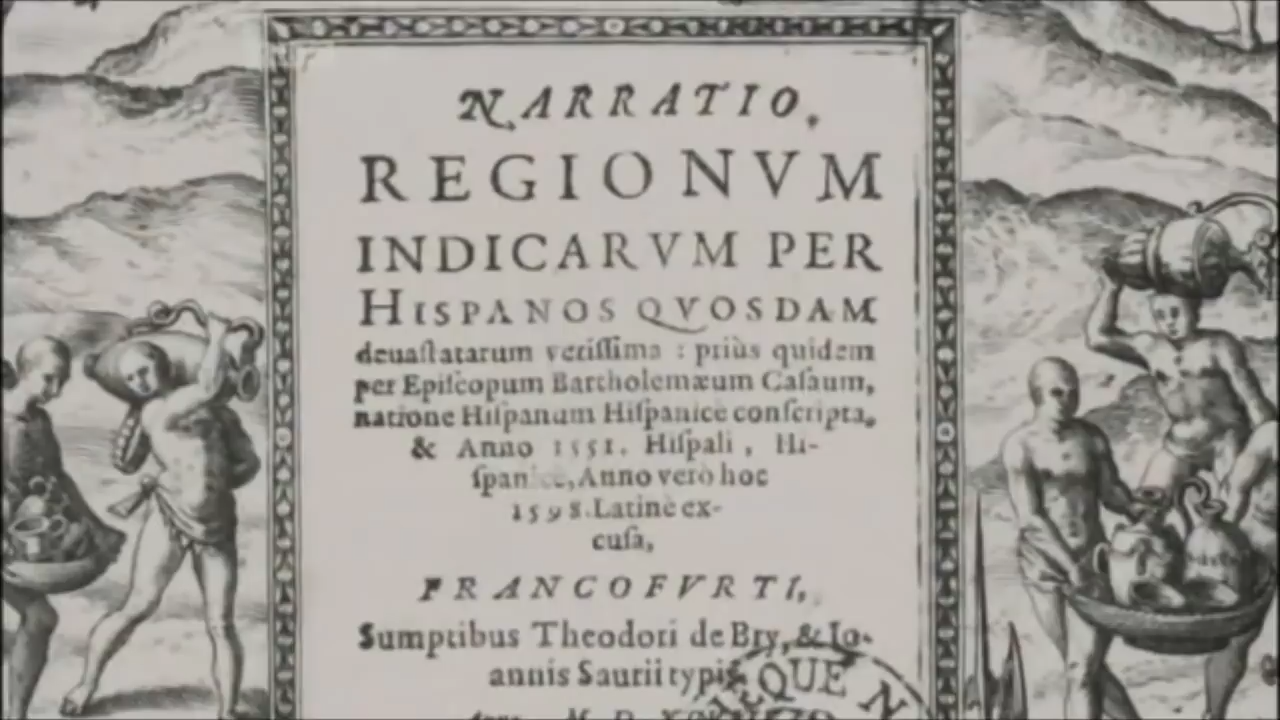 NARRATIO,
REGIONVM
INDICARVM PER
HISPANOS QVOSDAM
deuaſtatarum veriſſima : priùs quidem
per Epiſcopum Bartholemæum Caſaum,
natione Hiſpanum Hiſpanicè conſcripta,
& Anno 1551. Hiſpali , Hi-
ſpanicè, Anno verò hoc
1598. Latinè ex-
cuſa,
FRANCOFVRTI,
Sumptibus Theodori de Bry, & Io-
annis Saurii typis.
QUE N